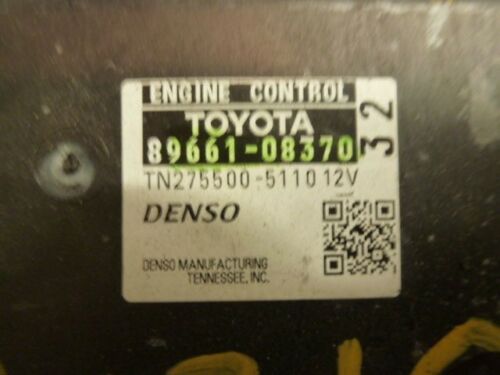 ENGINE CONTROL
TOYOTA
89661-08370
32
TN275500-5110 12V
DENSO
DENSO MANUFACTURING
TENNESSEE, INC.